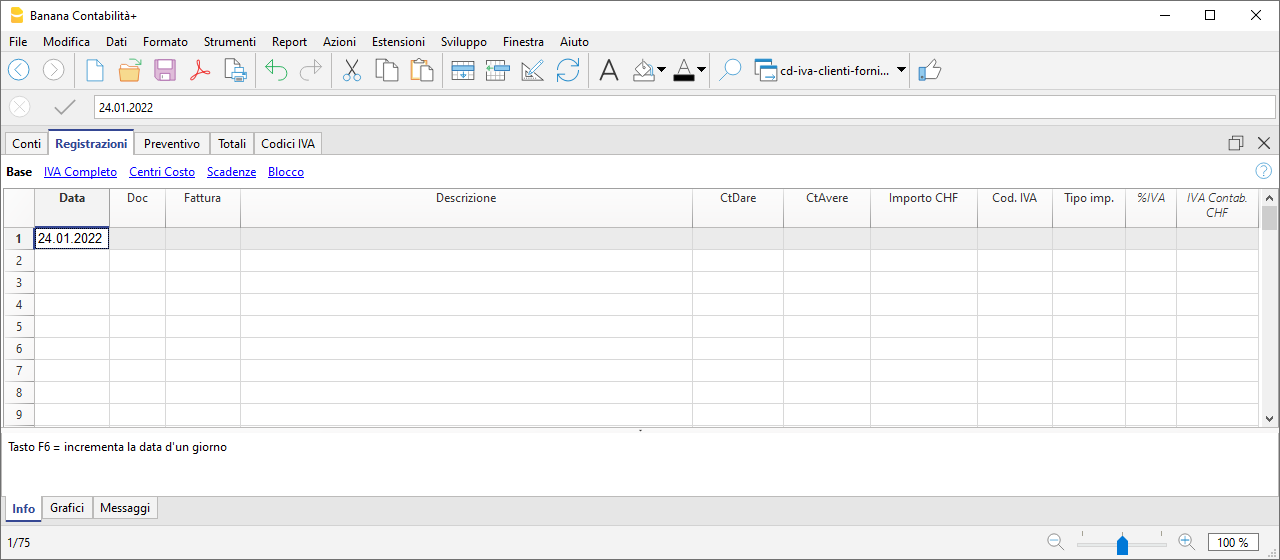 Banana Contabilità+
File Modifica Dati Formato Strumenti Report Azioni Estensioni Sviluppo Finestra Aiuto
cd-iva-clienti-forni...
24.01.2022
Conti Registrazioni Preventivo Totali Codici IVA
Base IVA Completo Centri Costo Scadenze Blocco
Data Doc Fattura Descrizione CtDare CtAvere Importo CHF Cod. IVA Tipo imp. %IVA IVA Contab. CHF
1 24.01.2022
2
3
4
5
6
7
8
9
Tasto F6 = incrementa la data d'un giorno
Info Grafici Messaggi
1/75 100 %